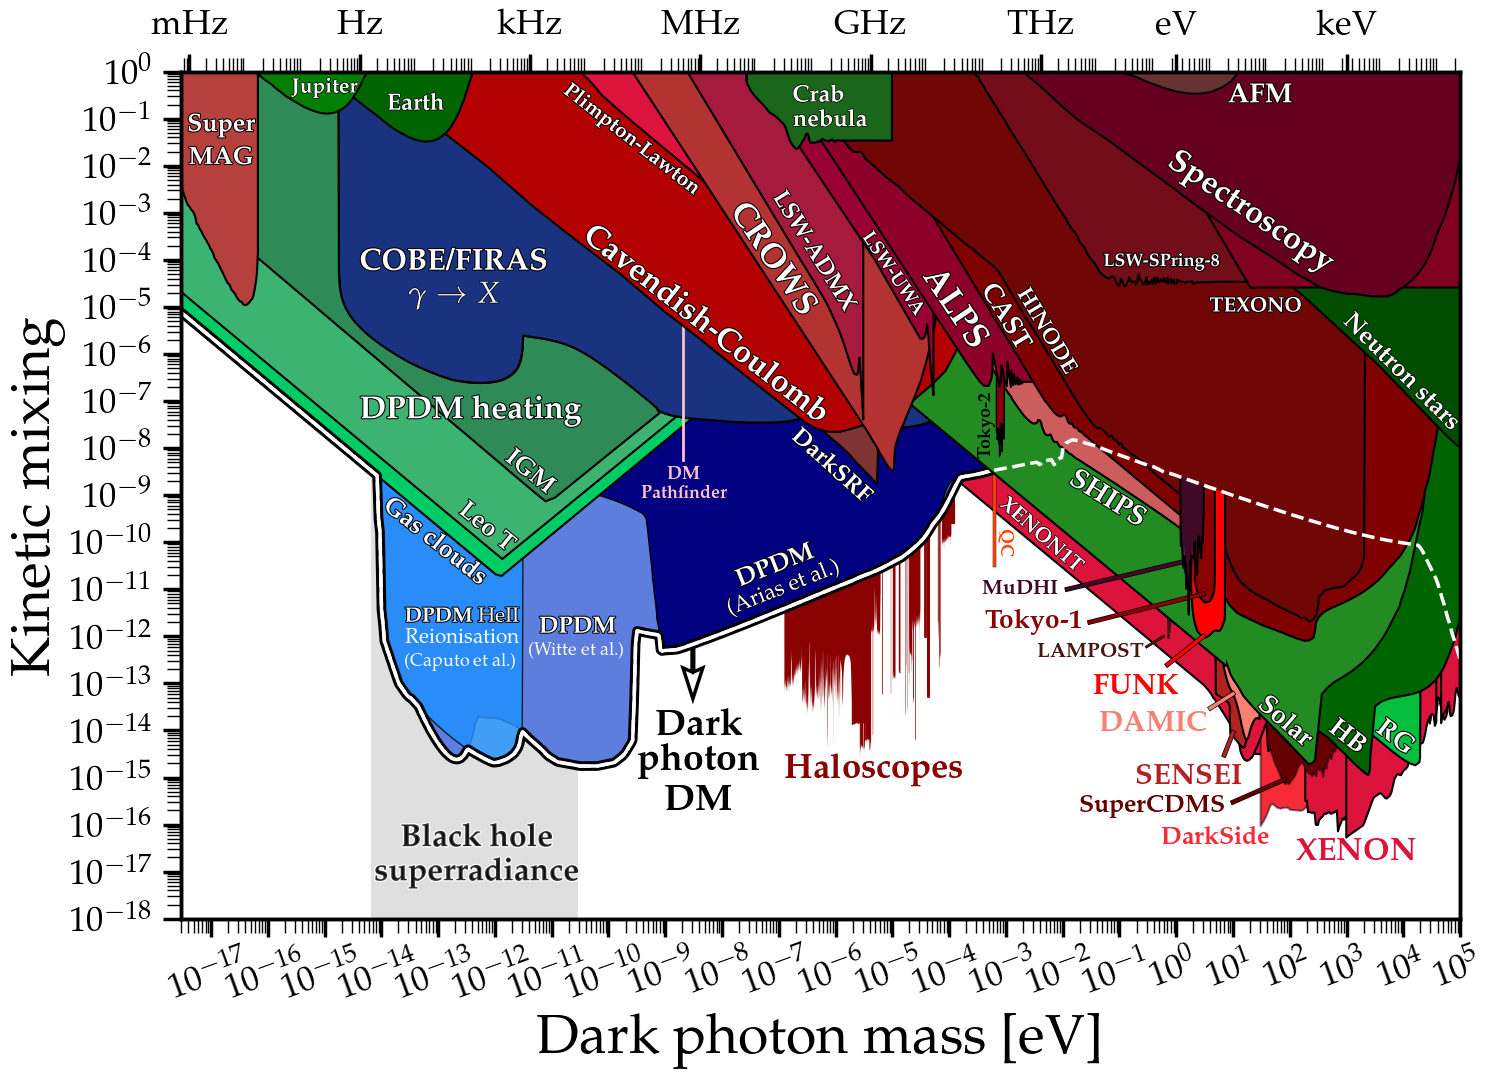 mHz Hz kHz MHz GHz THz eV keV
Kinetic mixing
10^0
10^−1
10^−2
10^−3
10^−4
10^−5
10^−6
10^−7
10^−8
10^−9
10^−10
10^−11
10^−12
10^−13
10^−14
10^−15
10^−16
10^−17
10^−18
Super
MAG
Jupiter
Earth
Plimpton-Lawton
Crab
nebula
AFM
Spectroscopy
COBE/FIRAS
γ → X
Cavendish-Coulomb
CROWS
LSW-ADMX
LSW-UWA
ALPS
CAST
HINODE
LSW-SPring-8
TEXONO
Neutron stars
DPDM heating
IGM
Leo T
Gas clouds
DM
Pathfinder
DarkSRF
Tokyo-2
SHIPS
XENON1T
QC
DPDM
(Arias et al.)
DPDM HeII
Reionisation
(Caputo et al.)
DPDM
(Witte et al.)
MuDHI
Tokyo-1
LAMPOST
FUNK
DAMIC
SENSEI
SuperCDMS
DarkSide
XENON
Solar
HB
RG
Dark
photon
DM
Haloscopes
Black hole
superradiance
10^−17 10^−16 10^−15 10^−14 10^−13 10^−12 10^−11 10^−10 10^−9 10^−8 10^−7 10^−6 10^−5 10^−4 10^−3 10^−2 10^−1 10^0 10^1 10^2 10^3 10^4 10^5
Dark photon mass [eV]